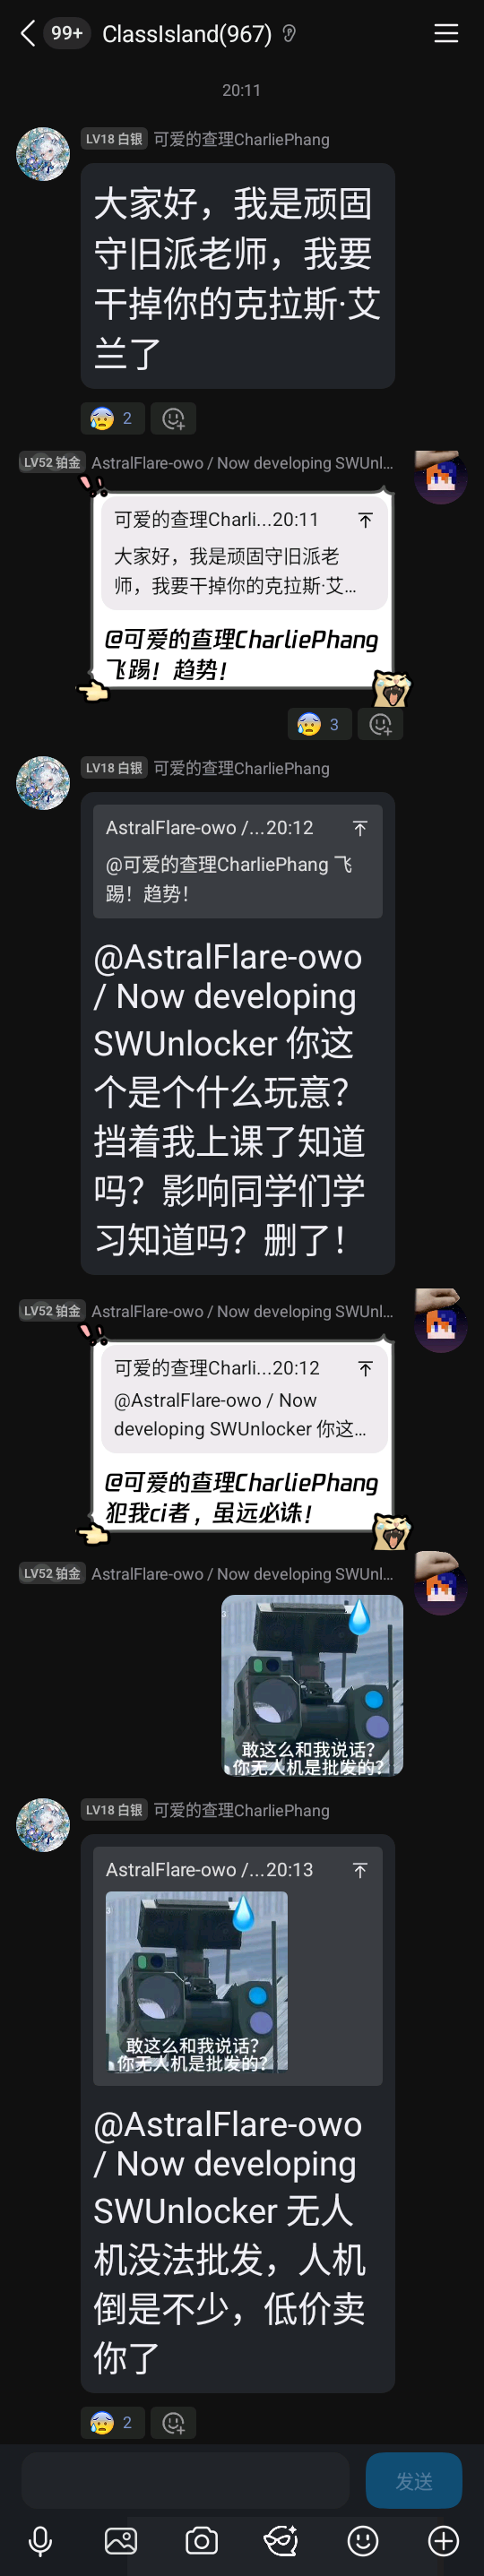 99+ ClassIsland(967)
20:11
LV18 白银 可爱的查理CharliePhang
大家好，我是顽固
守旧派老师，我要
干掉你的克拉斯·艾
兰了
2
LV52 铂金 AstralFlare-owo / Now developing SWUnl...
可爱的查理Charli...20:11
大家好，我是顽固守旧派老
师，我要干掉你的克拉斯·艾...
@可爱的查理CharliePhang
飞踢！趋势！
3
LV18 白银 可爱的查理CharliePhang
AstralFlare-owo /...20:12
@可爱的查理CharliePhang 飞
踢！趋势！
@AstralFlare-owo
/ Now developing
SWUnlocker 你这
个是个什么玩意？
挡着我上课了知道
吗？影响同学们学
习知道吗？删了！
LV52 铂金 AstralFlare-owo / Now developing SWUnl...
可爱的查理Charli...20:12
@AstralFlare-owo / Now
developing SWUnlocker 你这...
@可爱的查理CharliePhang
犯我ci者，虽远必诛！
LV52 铂金 AstralFlare-owo / Now developing SWUnl...
敢这么和我说话？
你无人机是批发的？
LV18 白银 可爱的查理CharliePhang
AstralFlare-owo /...20:13
敢这么和我说话？
你无人机是批发的？
@AstralFlare-owo
/ Now developing
SWUnlocker 无人
机没法批发，人机
倒是不少，低价卖
你了
2
发送